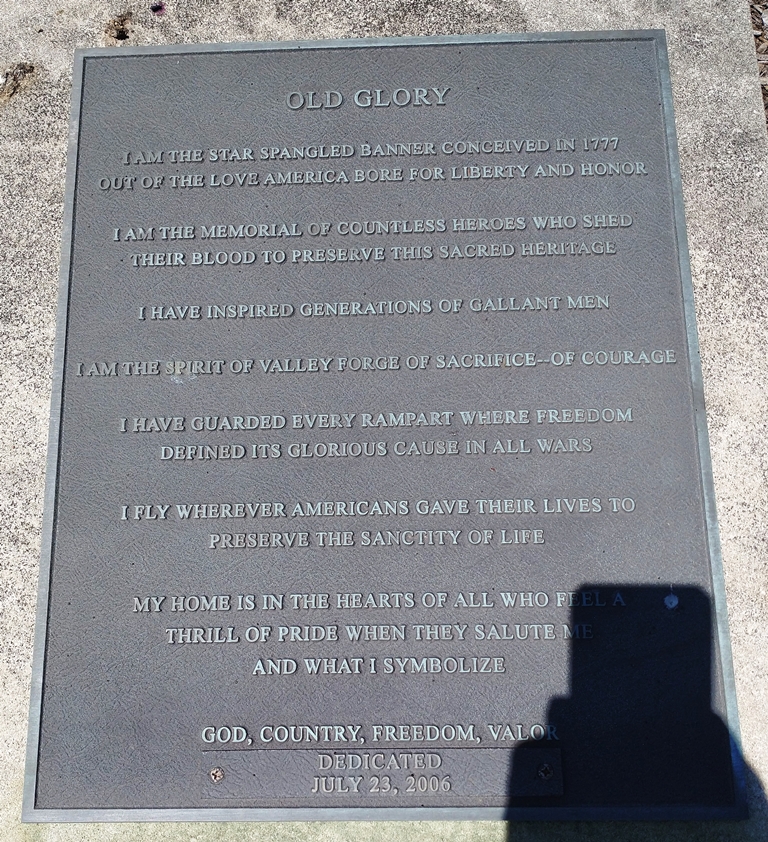 OLD GLORY
I AM THE STAR SPANGLED BANNER CONCEIVED IN 1777
OUT OF THE LOVE AMERICA BORE FOR LIBERTY AND HONOR
I AM THE MEMORIAL OF COUNTLESS HEROES WHO SHED
THEIR BLOOD TO PRESERVE THIS SACRED HERITAGE
I HAVE INSPIRED GENERATIONS OF GALLANT MEN
I AM THE SPIRIT OF VALLEY FORGE OF SACRIFICE--OF COURAGE
I HAVE GUARDED EVERY RAMPART WHERE FREEDOM
DEFINED ITS GLORIOUS CAUSE IN ALL WARS
I FLY WHEREVER AMERICANS GAVE THEIR LIVES TO
PRESERVE THE SANCTITY OF LIFE
MY HOME IS IN THE HEARTS OF ALL WHO FEEL A
THRILL OF PRIDE WHEN THEY SALUTE ME
AND WHAT I SYMBOLIZE
GOD, COUNTRY, FREEDOM, VALOR
DEDICATED
JULY 23, 2006